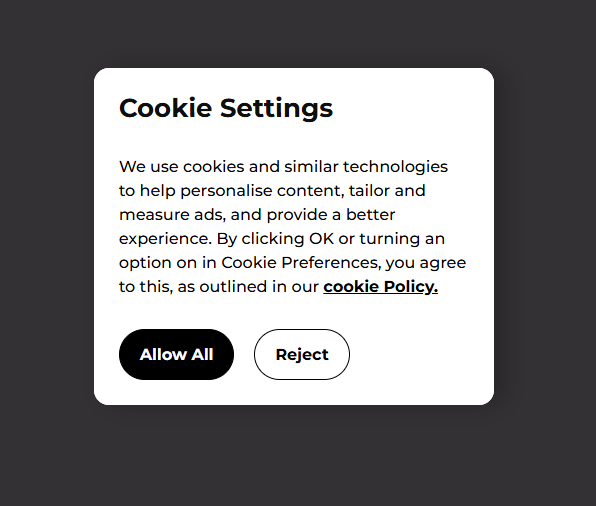 Cookie Settings
We use cookies and similar technologies
to help personalise content, tailor and
measure ads, and provide a better
experience. By clicking OK or turning an
option on in Cookie Preferences, you agree
to this, as outlined in our cookie Policy.
Allow All
Reject